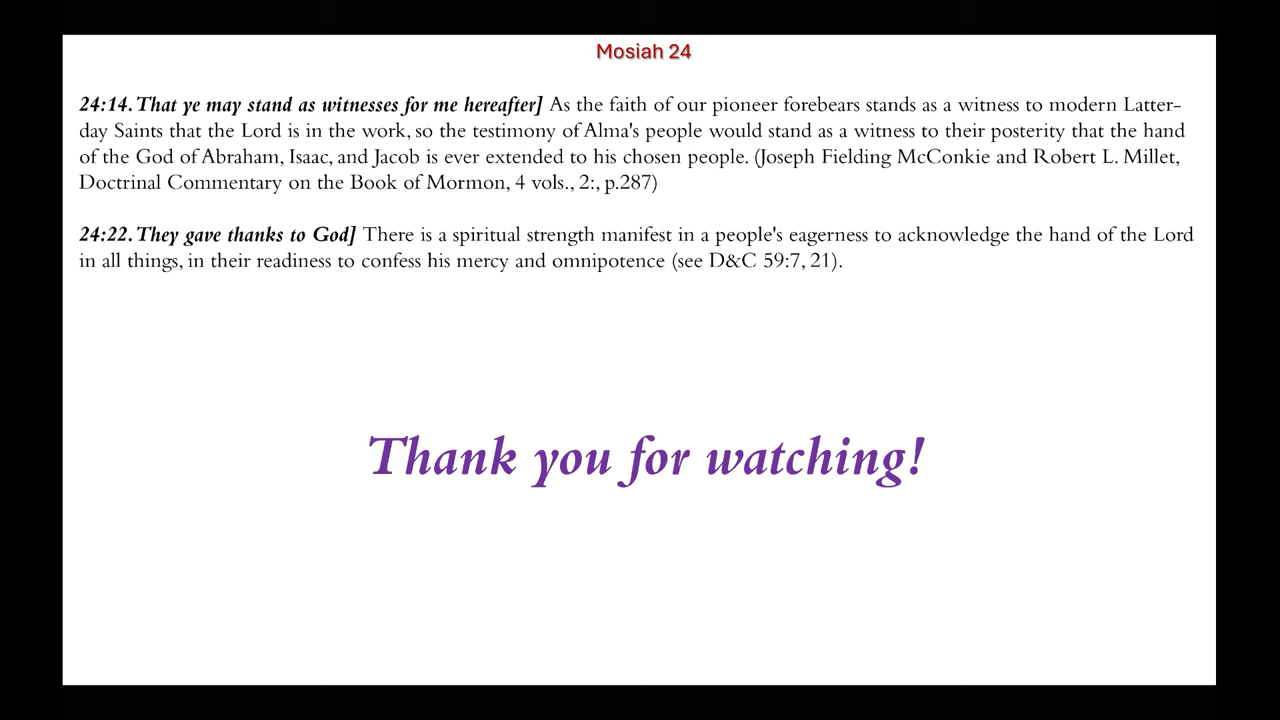 Mosiah 24
24:14. That ye may stand as witnesses for me hereafter] As the faith of our pioneer forebears stands as a witness to modern Latter-
day Saints that the Lord is in the work, so the testimony of Alma's people would stand as a witness to their posterity that the hand
of the God of Abraham, Isaac, and Jacob is ever extended to his chosen people. (Joseph Fielding McConkie and Robert L. Millet,
Doctrinal Commentary on the Book of Mormon, 4 vols., 2:, p.287)
24:22. They gave thanks to God] There is a spiritual strength manifest in a people's eagerness to acknowledge the hand of the Lord
in all things, in their readiness to confess his mercy and omnipotence (see D&C 59:7, 21).
Thank you for watching!